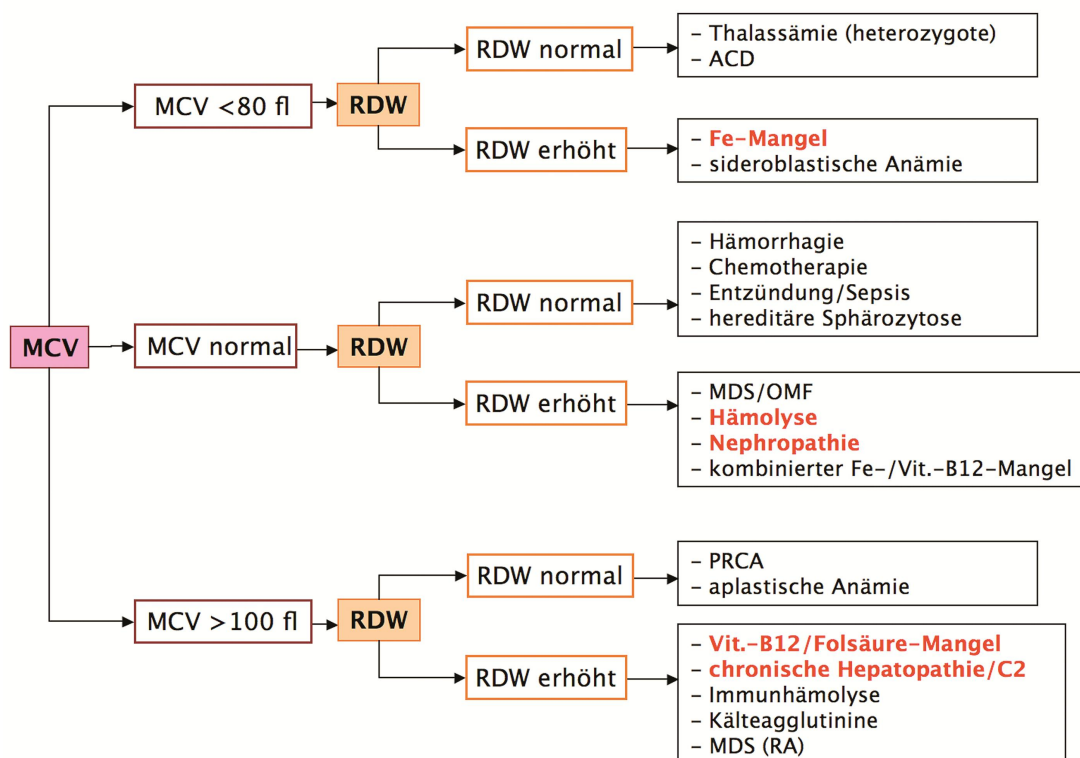 MCV
MCV <80 fl
RDW
RDW normal
– Thalassämie (heterozygote)
– ACD
RDW erhöht
– Fe-Mangel
– sideroblastische Anämie
MCV normal
RDW
RDW normal
– Hämorrhagie
– Chemotherapie
– Entzündung/Sepsis
– hereditäre Sphärozytose
RDW erhöht
– MDS/OMF
– Hämolyse
– Nephropathie
– kombinierter Fe-/Vit.-B12-Mangel
MCV >100 fl
RDW
RDW normal
– PRCA
– aplastische Anämie
RDW erhöht
– Vit.-B12/Folsäure-Mangel
– chronische Hepatopathie/C2
– Immunhämolyse
– Kälteagglutinine
– MDS (RA)